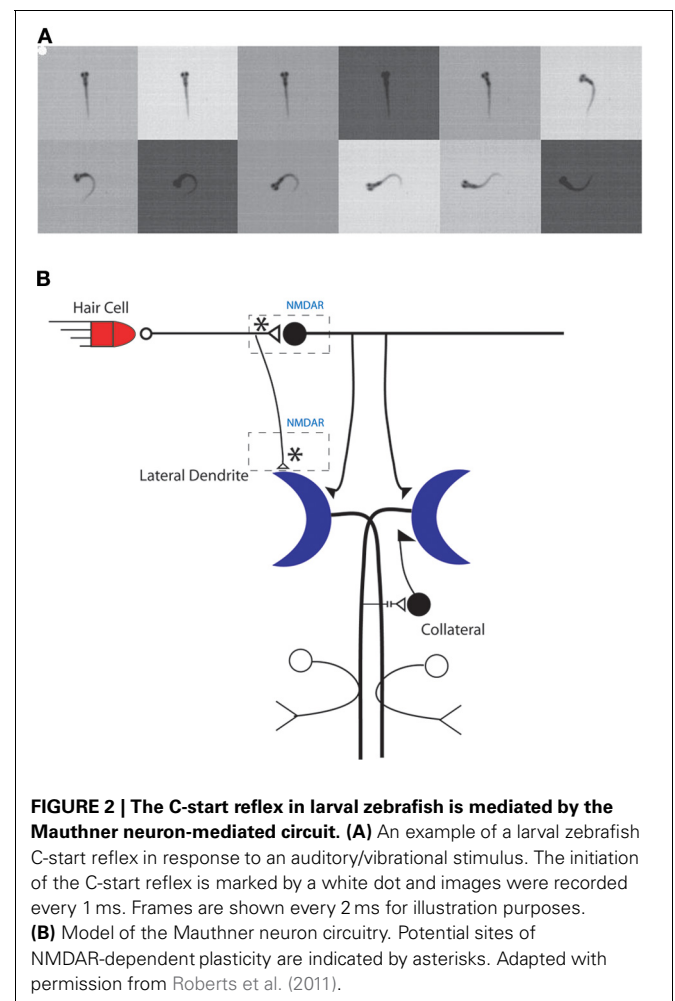 A
B
Hair Cell
NMDAR
*
NMDAR
*
Lateral Dendrite
Collateral
FIGURE 2 | The C-start reflex in larval zebrafish is mediated by the
Mauthner neuron-mediated circuit. (A) An example of a larval zebrafish
C-start reflex in response to an auditory/vibrational stimulus. The initiation
of the C-start reflex is marked by a white dot and images were recorded
every 1 ms. Frames are shown every 2 ms for illustration purposes.
(B) Model of the Mauthner neuron circuitry. Potential sites of
NMDAR-dependent plasticity are indicated by asterisks. Adapted with
permission from Roberts et al. (2011).